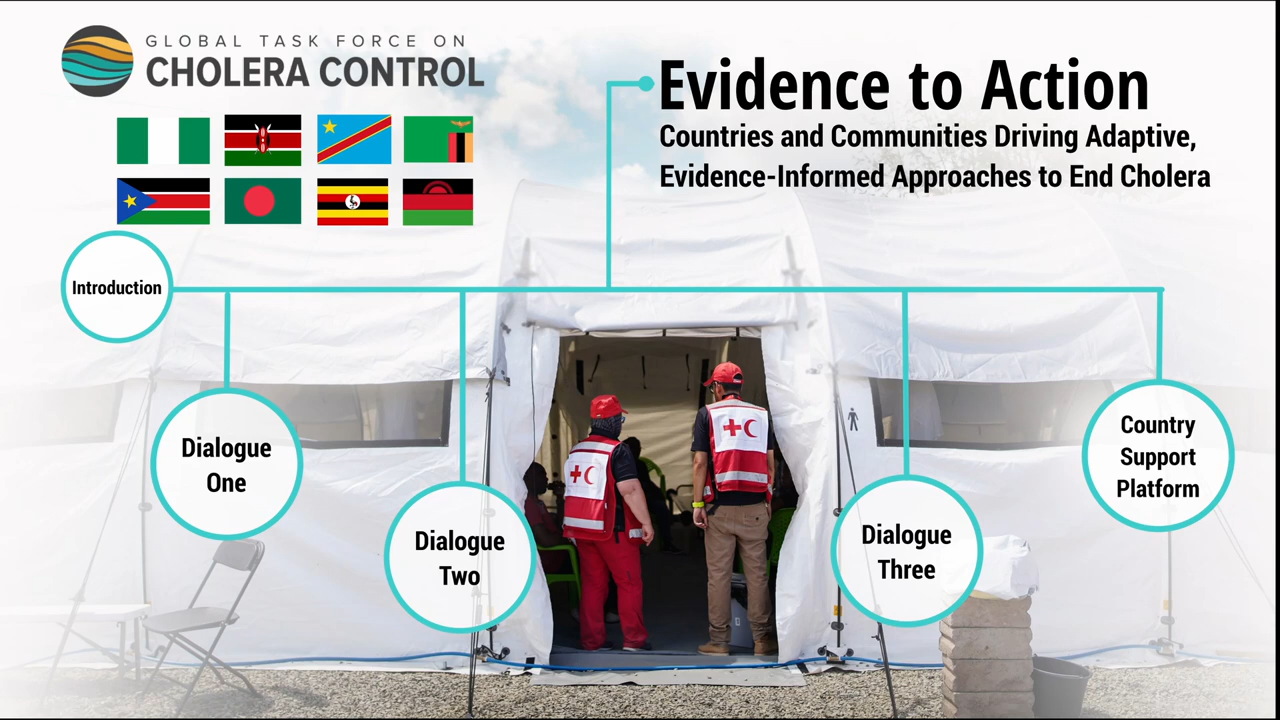 GLOBAL TASK FORCE ON
CHOLERA CONTROL
Evidence to Action
Countries and Communities Driving Adaptive,
Evidence-Informed Approaches to End Cholera
Introduction
Dialogue
One
Dialogue
Two
Dialogue
Three
Country
Support
Platform